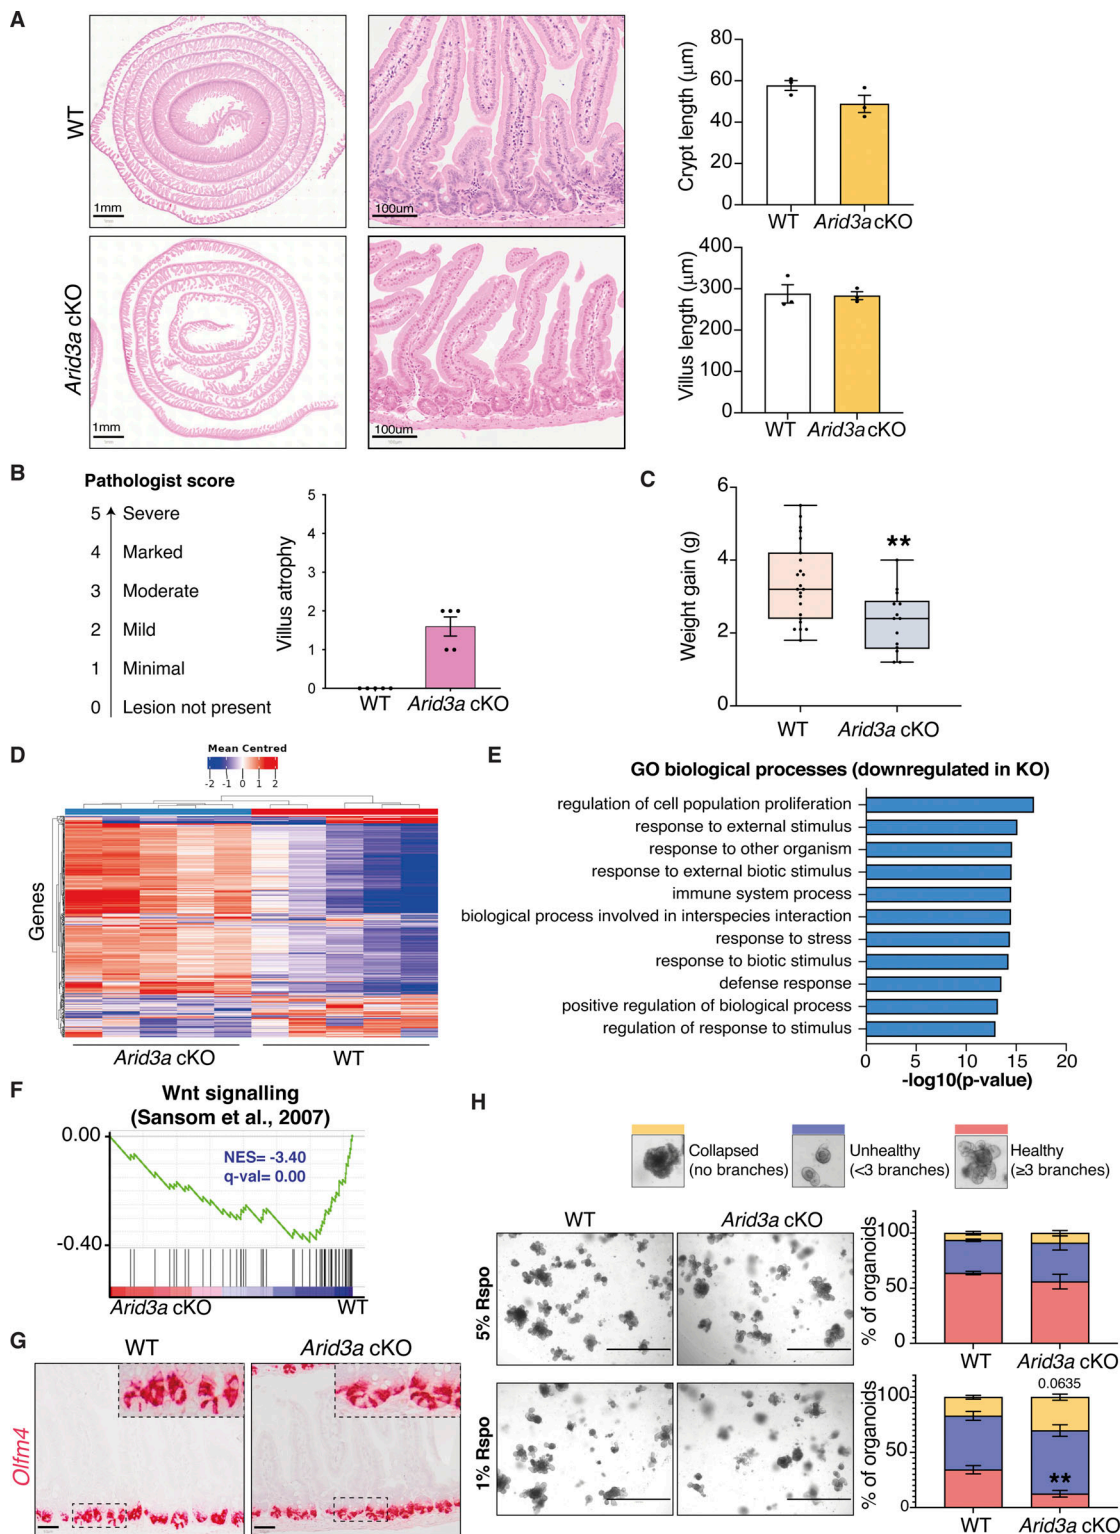 A
WT
1mm
100um
Crypt length (μm)
80
60
40
20
0
WT
Arid3a cKO
Arid3a cKO
1mm
100um
Villus length (μm)
400
300
200
100
0
WT
Arid3a cKO
B
Pathologist score
5 Severe
4 Marked
3 Moderate
2 Mild
1 Minimal
0 Lesion not present
Villus atrophy
5
4
3
2
1
0
WT
Arid3a cKO
C
Weight gain (g)
6
4
2
0
**
WT
Arid3a cKO
D
Mean Centred
-2 -1 0 1 2
Genes
Arid3a cKO
WT
E
GO biological processes (downregulated in KO)
regulation of cell population proliferation
response to external stimulus
response to other organism
response to external biotic stimulus
immune system process
biological process involved in interspecies interaction
response to stress
response to biotic stimulus
defense response
positive regulation of biological process
regulation of response to stimulus
0 5 10 15 20
-log10(p-value)
F
Wnt signalling
(Sansom et al., 2007)
0.00
NES= -3.40
q-val= 0.00
-0.40
Arid3a cKO
WT
G
WT
Arid3a cKO
Olfm4
H
Collapsed
(no branches)
Unhealthy
(<3 branches)
Healthy
(≥3 branches)
WT
Arid3a cKO
5% Rspo
% of organoids
100
50
0
WT
Arid3a cKO
1% Rspo
% of organoids
100
50
0
0.0635
**
WT
Arid3a cKO